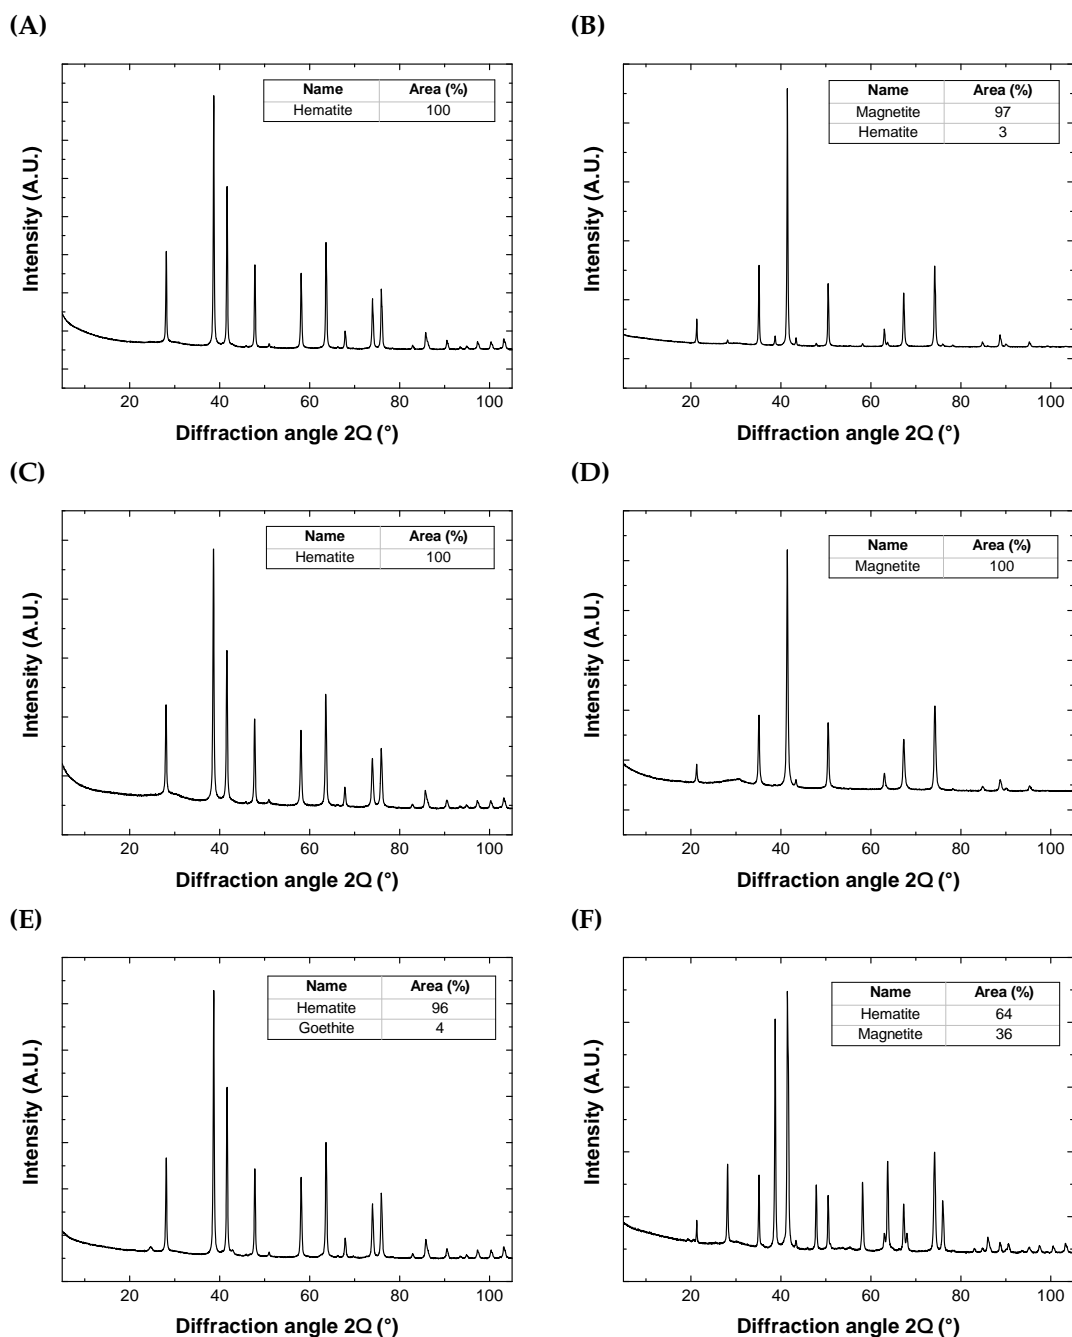 (A)
Name Area (%)
Hematite 100
Intensity (A.U.)
20 40 60 80 100
Diffraction angle 2Q (°)
(B)
Name Area (%)
Magnetite 97
Hematite 3
Intensity (A.U.)
20 40 60 80 100
Diffraction angle 2Q (°)
(C)
Name Area (%)
Hematite 100
Intensity (A.U.)
20 40 60 80 100
Diffraction angle 2Q (°)
(D)
Name Area (%)
Magnetite 100
Intensity (A.U.)
20 40 60 80 100
Diffraction angle 2Q (°)
(E)
Name Area (%)
Hematite 96
Goethite 4
Intensity (A.U.)
20 40 60 80 100
Diffraction angle 2Q (°)
(F)
Name Area (%)
Hematite 64
Magnetite 36
Intensity (A.U.)
20 40 60 80 100
Diffraction angle 2Q (°)